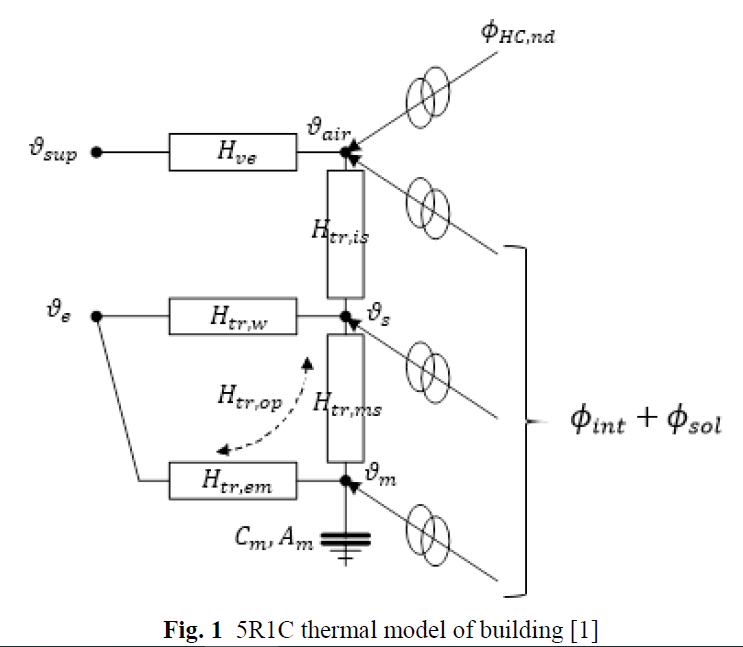 ϕ_HC,nd
ϑ_air
ϑ_sup
H_ve
H_tr,is
ϑ_e
H_tr,w
ϑ_s
H_tr,op
H_tr,ms
ϕ_int + ϕ_sol
H_tr,em
ϑ_m
C_m, A_m
Fig. 1 5R1C thermal model of building [1]